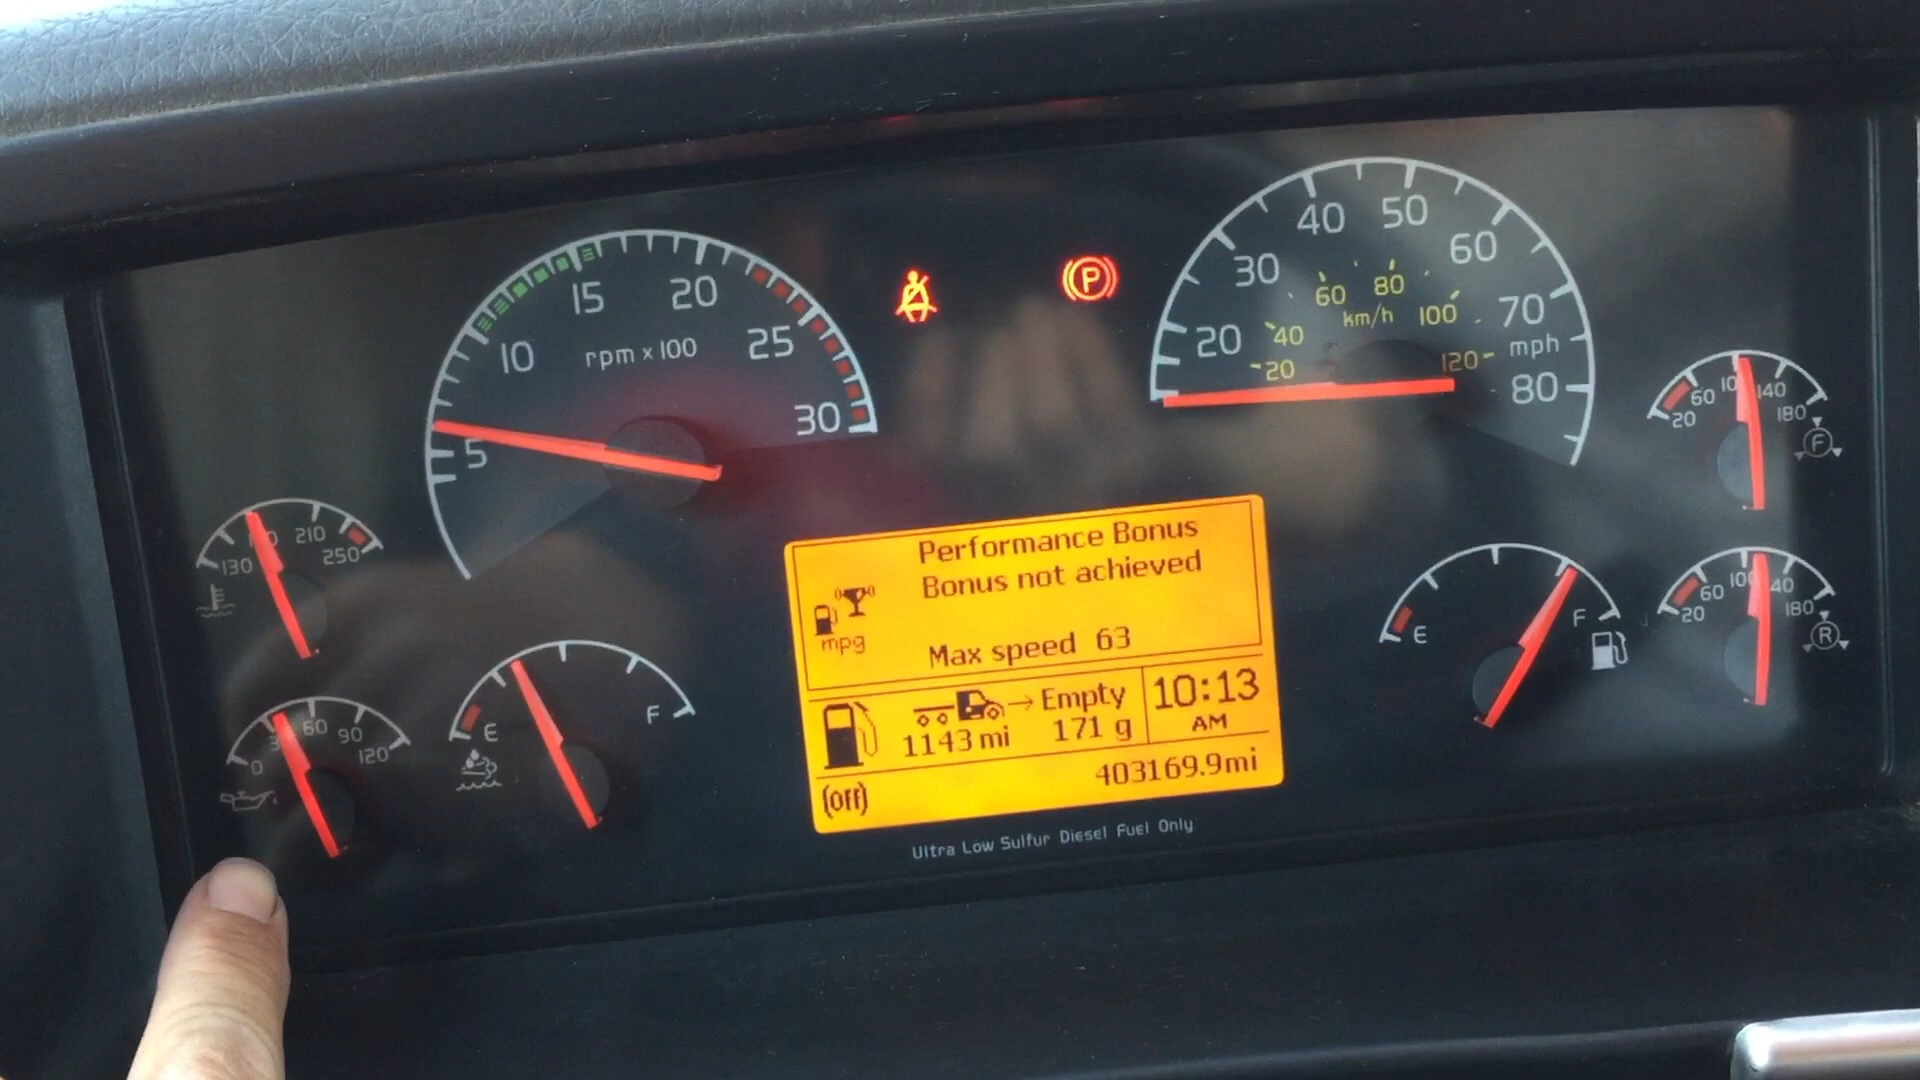 5
10
15
20
25
30
rpm x 100
P
20
30
40
50
60
70
80
mph
20
40
60
80
100
120
km/h
20
60
140
180
F
130
210
250
0
60
90
120
E
F
Performance Bonus
Bonus not achieved
mpg
Max speed 63
→ Empty
1143 mi 171 g
10:13
AM
403169.9mi
(Off)
Ultra Low Sulfur Diesel Fuel Only
E
F
20
60
100
180
R